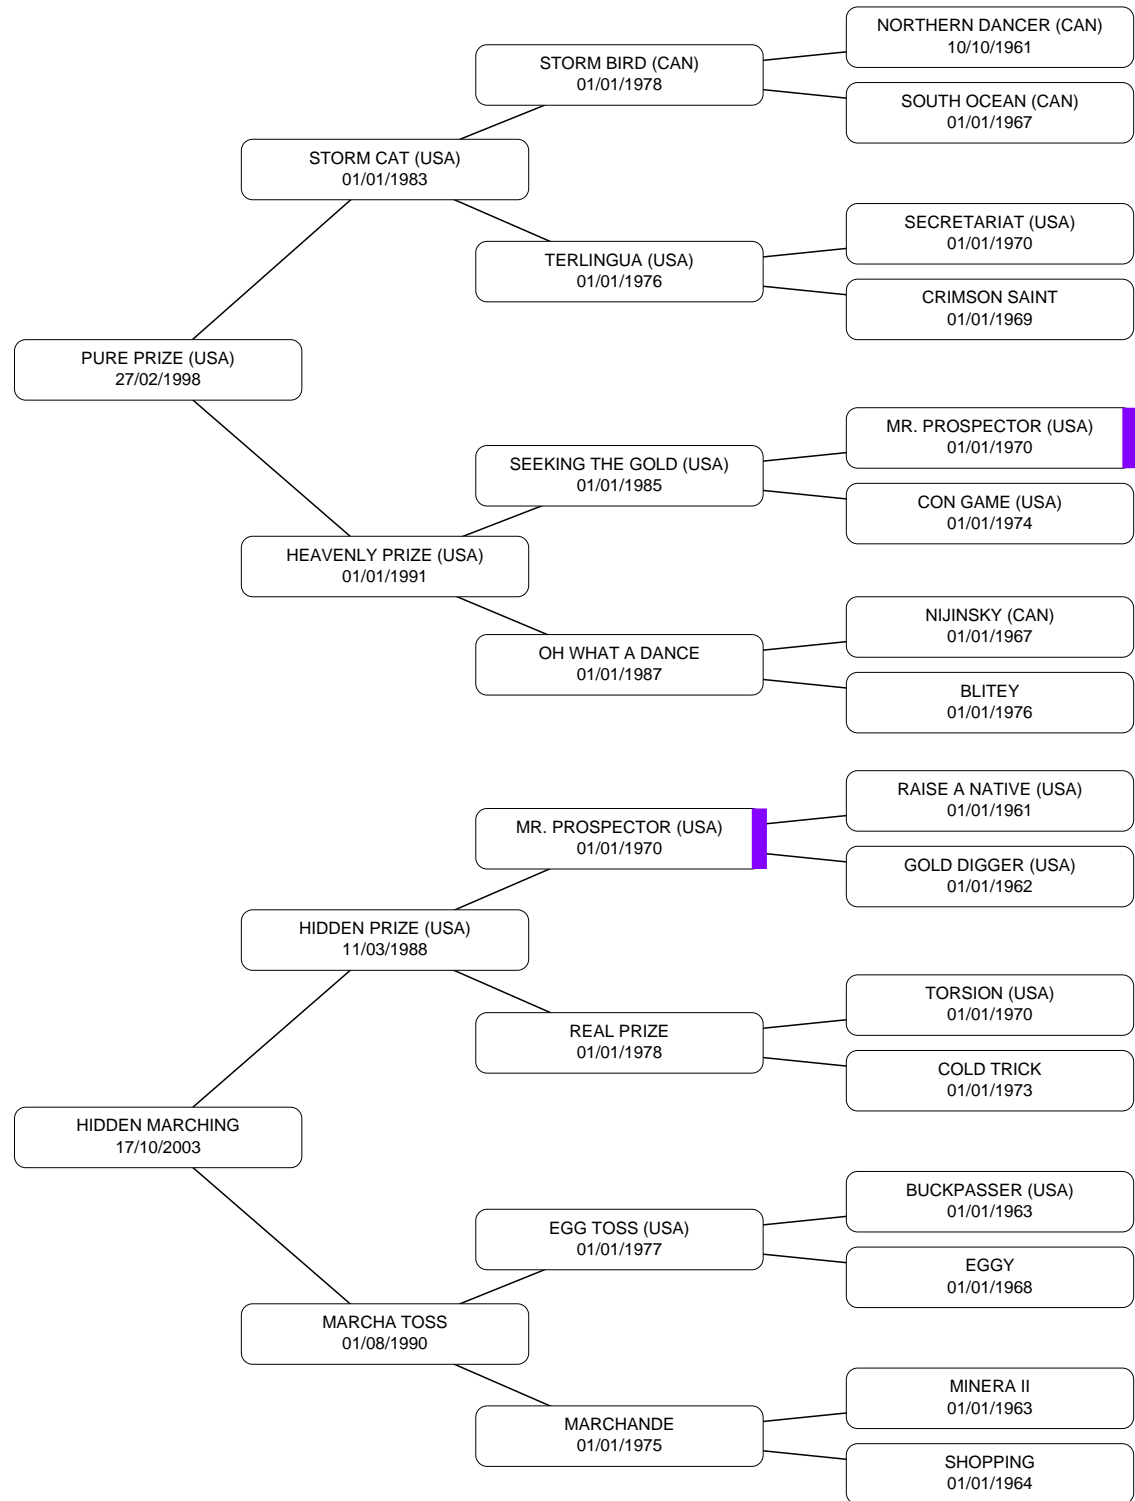 NORTHERN DANCER (CAN)
10/10/1961
STORM BIRD (CAN)
01/01/1978
SOUTH OCEAN (CAN)
01/01/1967
STORM CAT (USA)
01/01/1983
SECRETARIAT (USA)
01/01/1970
TERLINGUA (USA)
01/01/1976
CRIMSON SAINT
01/01/1969
PURE PRIZE (USA)
27/02/1998
MR. PROSPECTOR (USA)
01/01/1970
SEEKING THE GOLD (USA)
01/01/1985
CON GAME (USA)
01/01/1974
HEAVENLY PRIZE (USA)
01/01/1991
NIJINSKY (CAN)
01/01/1967
OH WHAT A DANCE
01/01/1987
BLITEY
01/01/1976
RAISE A NATIVE (USA)
01/01/1961
MR. PROSPECTOR (USA)
01/01/1970
GOLD DIGGER (USA)
01/01/1962
HIDDEN PRIZE (USA)
11/03/1988
TORSION (USA)
01/01/1970
REAL PRIZE
01/01/1978
COLD TRICK
01/01/1973
HIDDEN MARCHING
17/10/2003
BUCKPASSER (USA)
01/01/1963
EGG TOSS (USA)
01/01/1977
EGGY
01/01/1968
MARCHA TOSS
01/08/1990
MINERA II
01/01/1963
MARCHANDE
01/01/1975
SHOPPING
01/01/1964